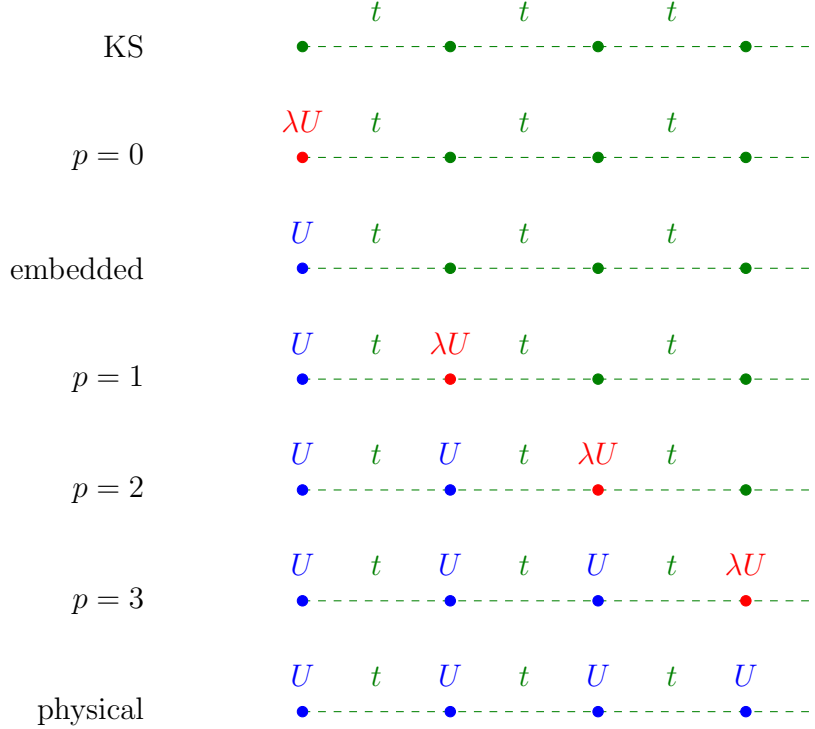 t t t
KS
λU t t t
p = 0
U t t t
embedded
U t λU t t
p = 1
U t U t λU t
p = 2
U t U t U t λU
p = 3
U t U t U t U
physical